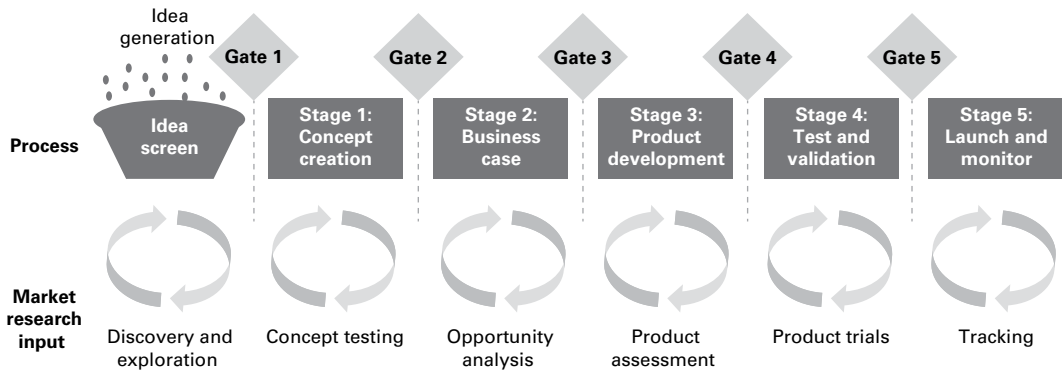 Idea
generation
Gate 1
Gate 2
Gate 3
Gate 4
Gate 5
Process
Idea
screen
Stage 1:
Concept
creation
Stage 2:
Business
case
Stage 3:
Product
development
Stage 4:
Test and
validation
Stage 5:
Launch and
monitor
Market
research
input
Discovery and
exploration
Concept testing
Opportunity
analysis
Product
assessment
Product trials
Tracking